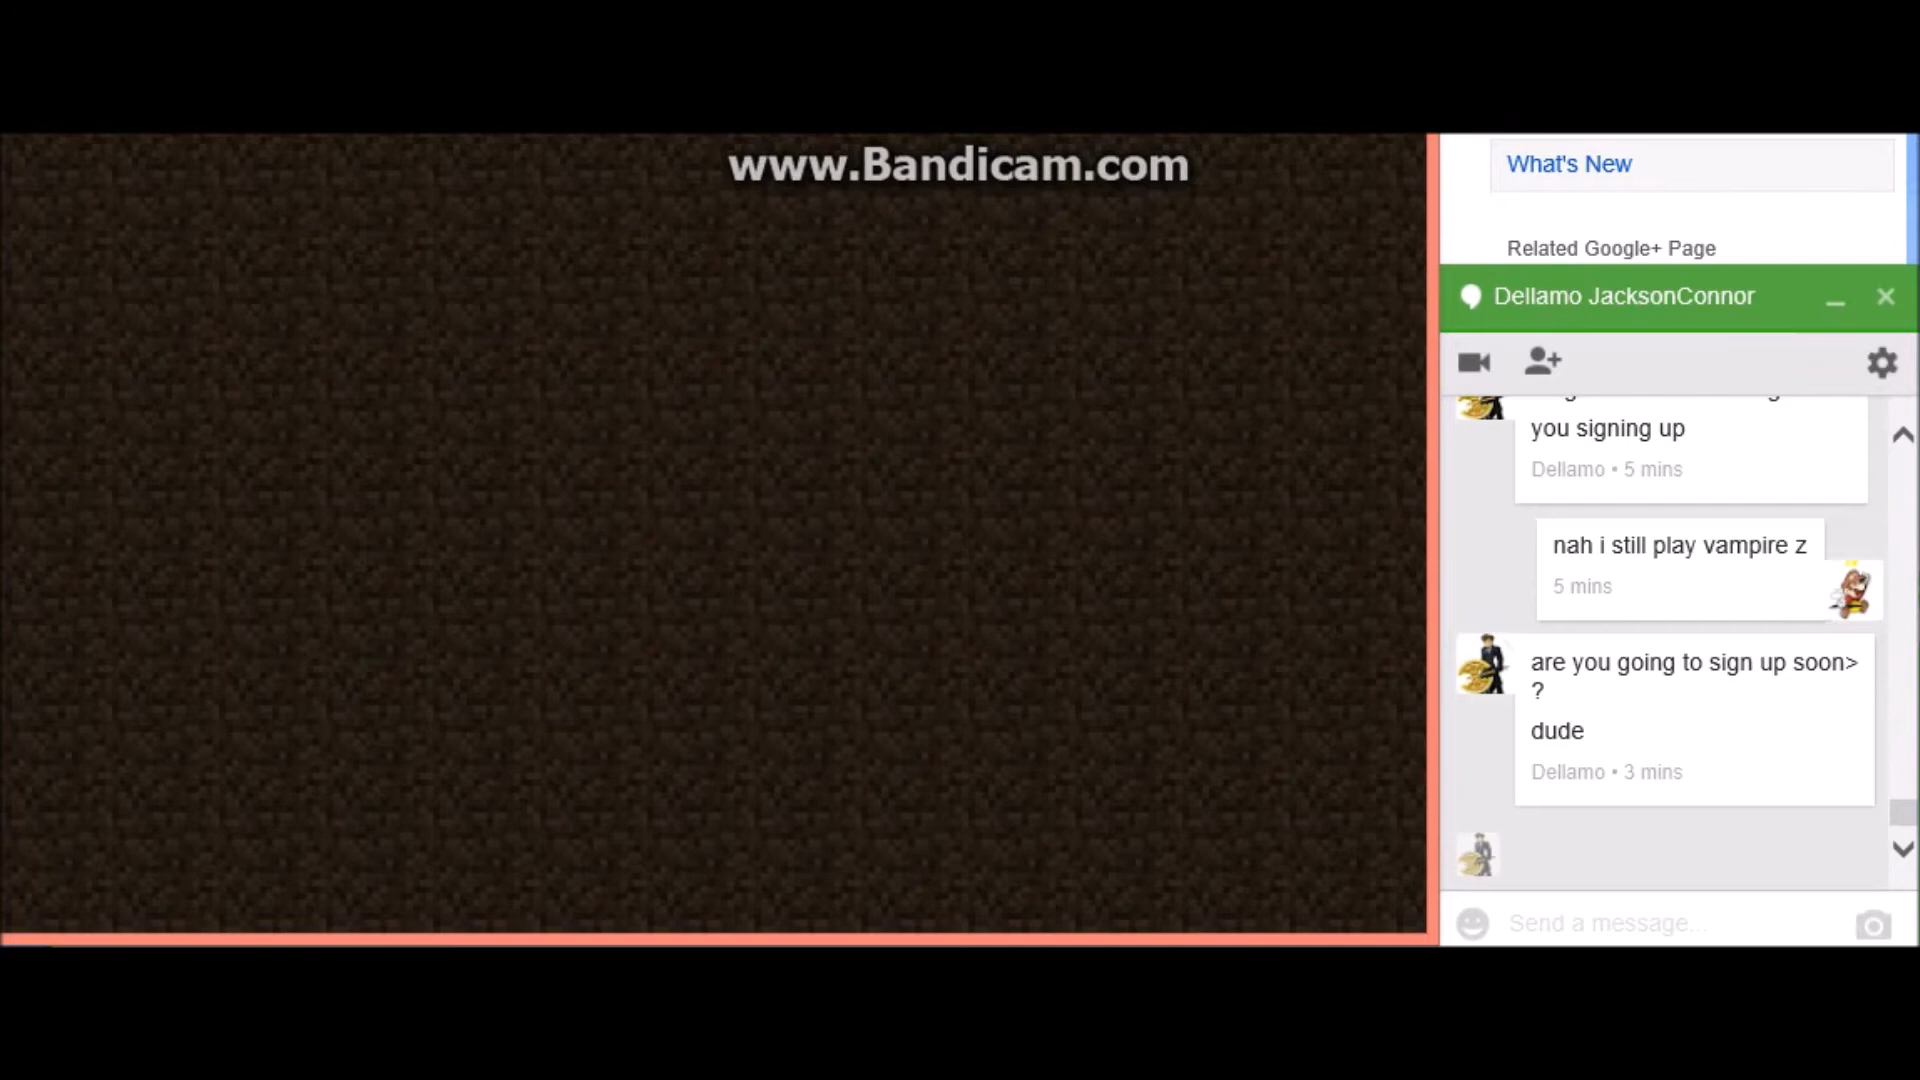 www.Bandicam.com
What's New
Related Google+ Page
Dellamo JacksonConnor
you signing up
Dellamo • 5 mins
nah i still play vampire z
5 mins
are you going to sign up soon>
?
dude
Dellamo • 3 mins
Send a message...